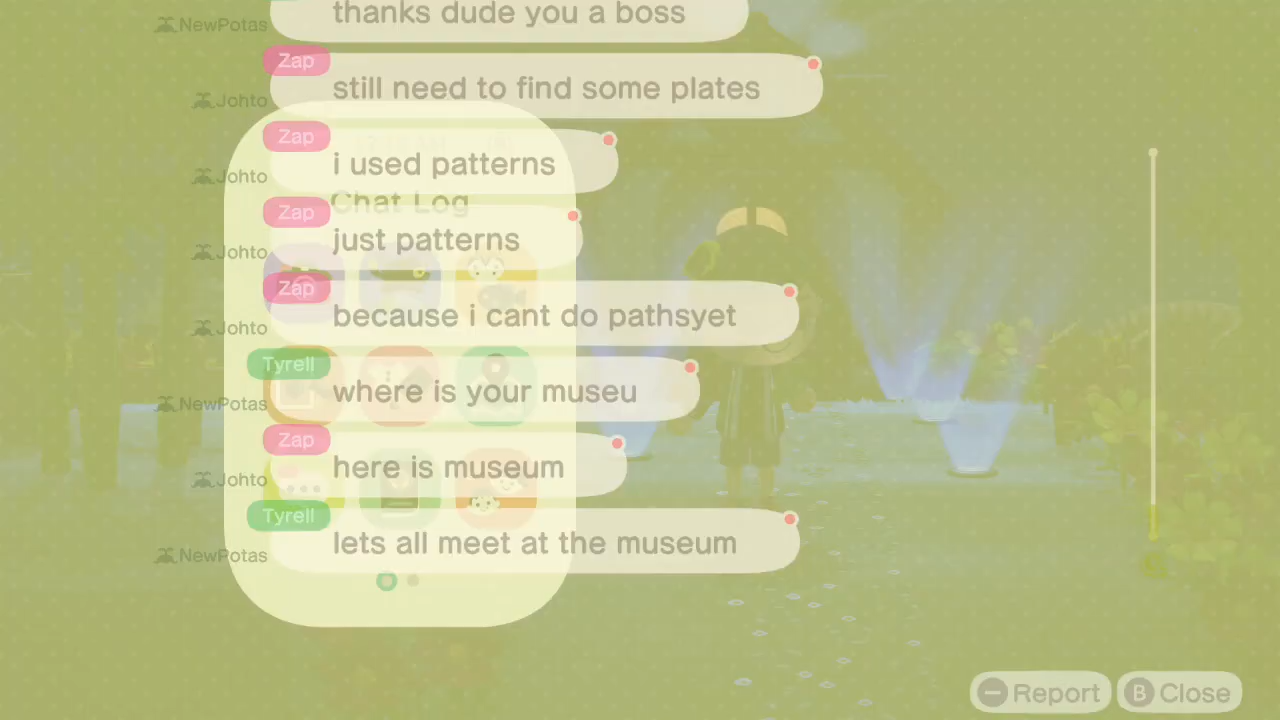 thanks dude you a boss
NewPotas
Zap
still need to find some plates
Johto
Zap
i used patterns
Johto
Chat Log
Zap
just patterns
Johto
Zap
because i cant do pathsyet
Johto
Tyrell
where is your museu
NewPotas
Zap
here is museum
Johto
Tyrell
lets all meet at the museum
NewPotas
Report
B Close